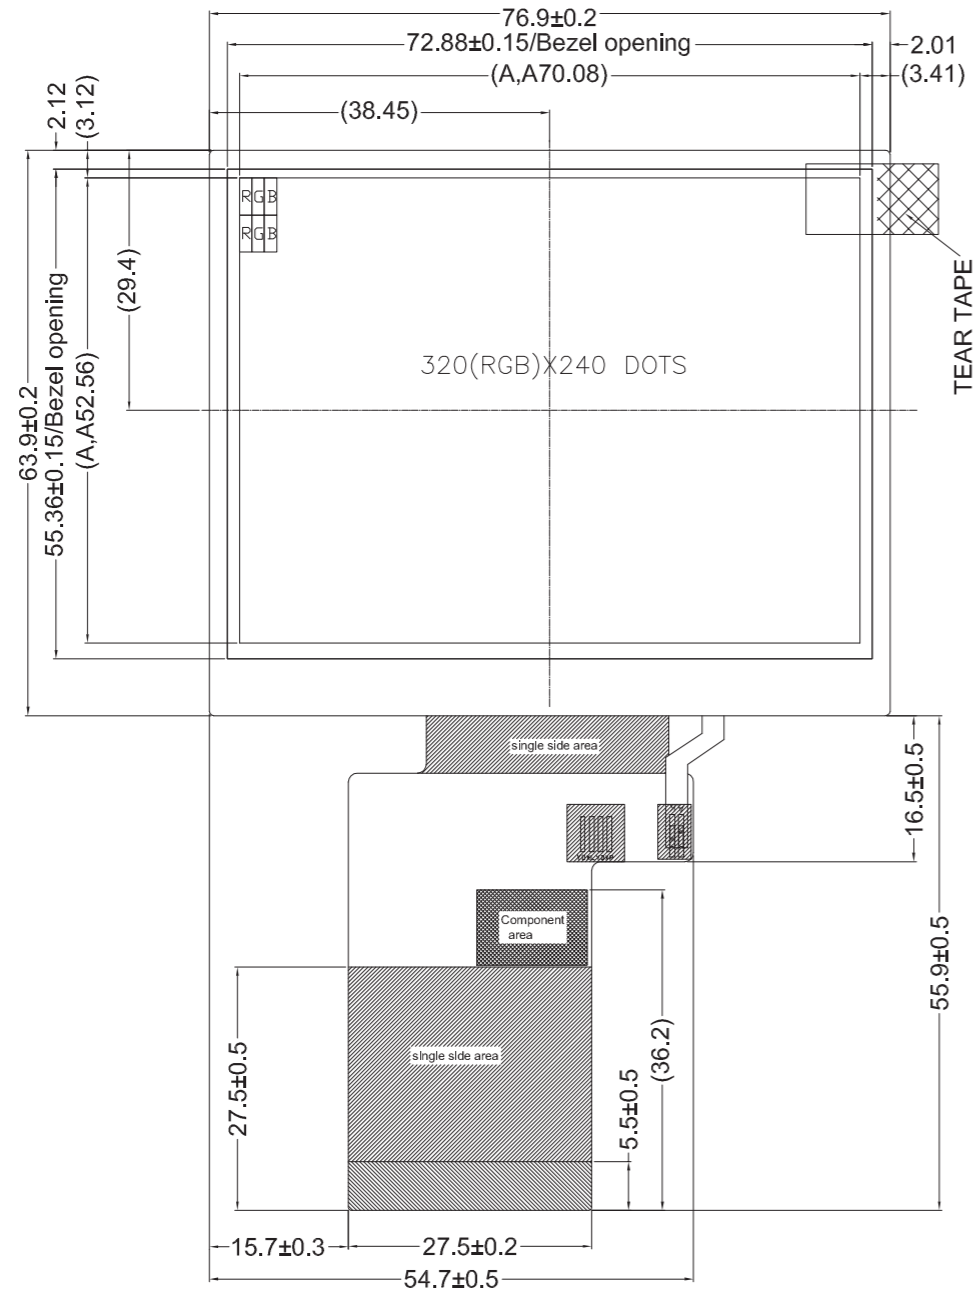 76.9±0.2
72.88±0.15/Bezel opening
2.01
(A,A70.08)
(3.41)
(38.45)
2.12
(3.12)
RGB
RGB
(29.4)
TEAR TAPE
320(RGB)X240 DOTS
63.9±0.2
55.36±0.15/Bezel opening
(A,A52.56)
single side area
16.5±0.5
Component
area
55.9±0.5
single side area
(36.2)
27.5±0.5
5.5±0.5
15.7±0.3
27.5±0.2
54.7±0.5